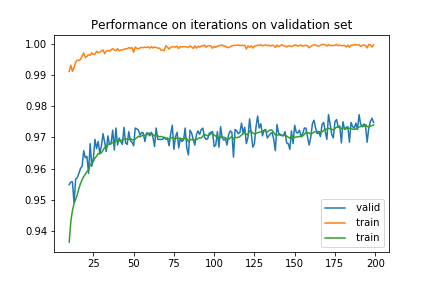 Performance on iterations on validation set
1.00
0.99
0.98
0.97
0.96
0.95
0.94
valid
train
train
25 50 75 100 125 150 175 200